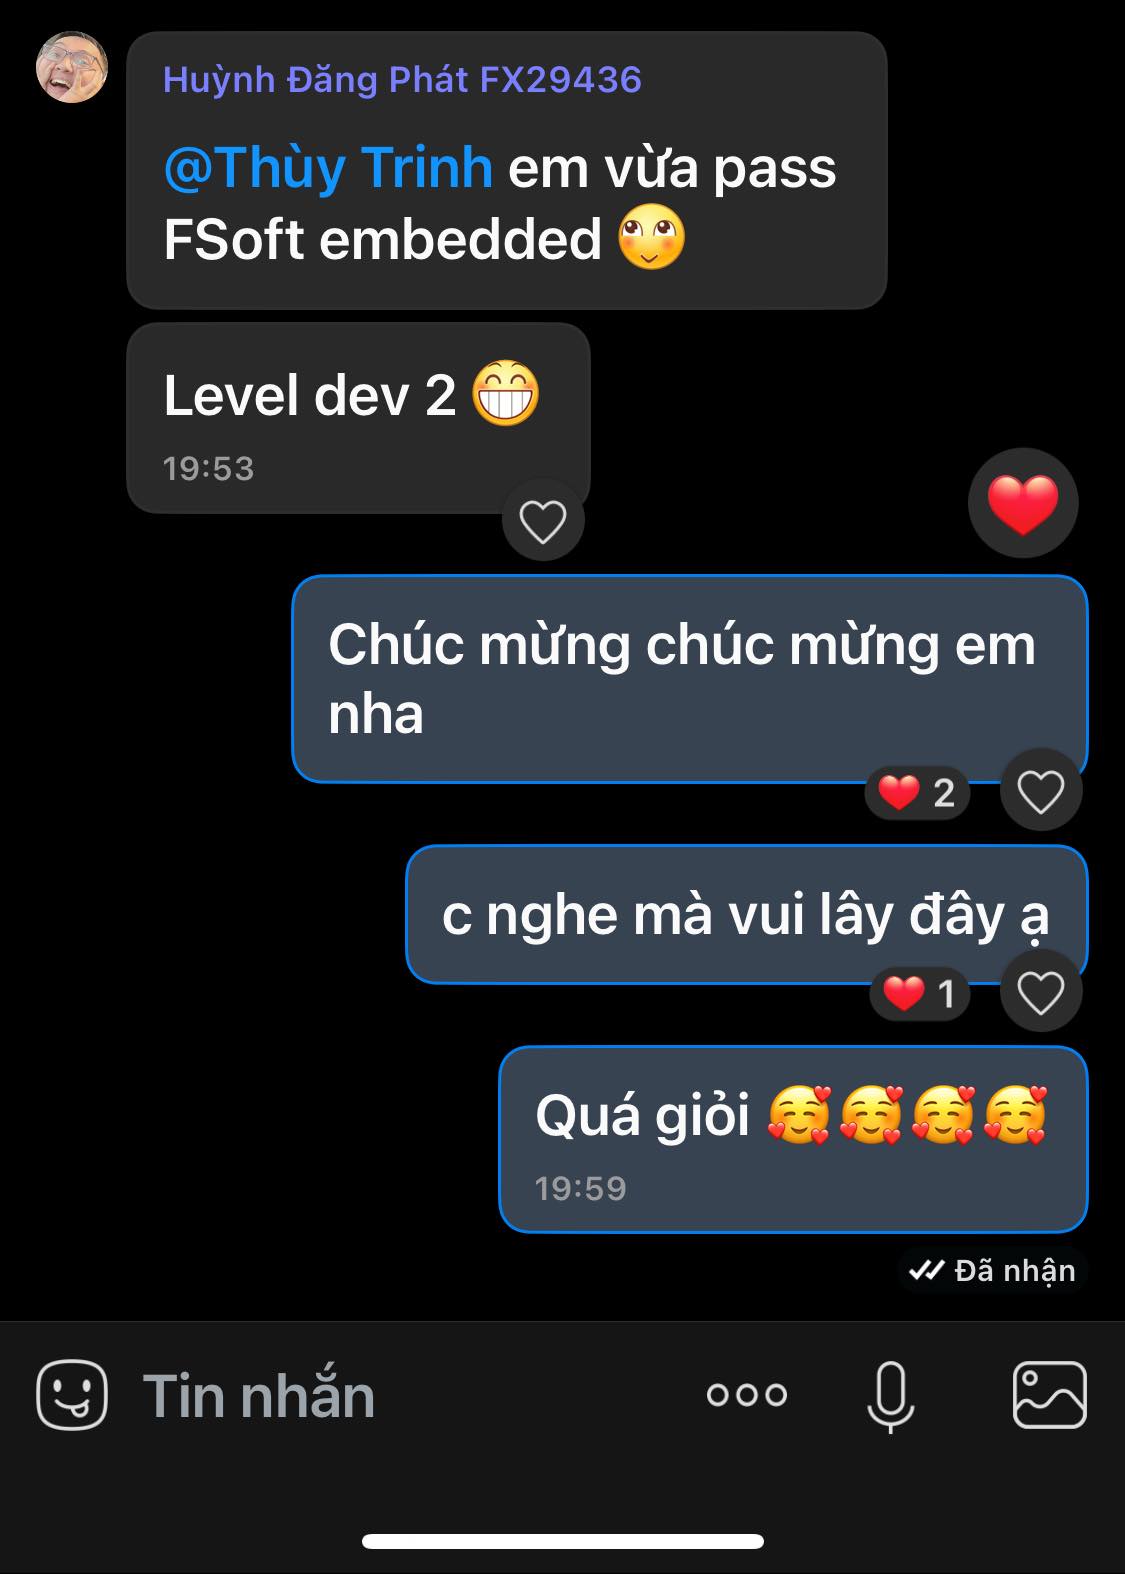 Huỳnh Đăng Phát FX29436
@Thùy Trinh em vừa pass
FSoft embedded 🙄
Level dev 2 😁
19:53
Chúc mừng chúc mừng em
nha
2
c nghe mà vui lây đây ạ
1
Quá giỏi 🥰🥰🥰🥰
19:59
Đã nhận
Tin nhắn